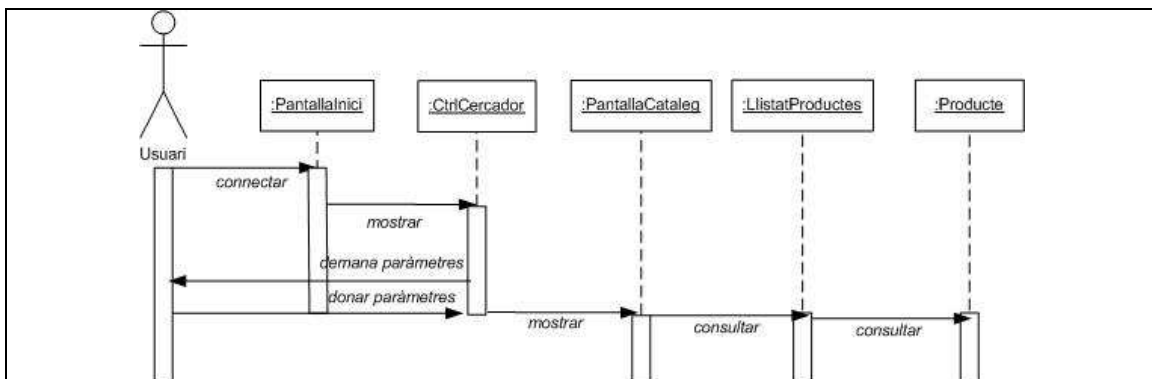 :PantallaInici
:CtrlCercador
:PantallaCataleg
:LlistatProductes
:Producte
Usuari
connectar
mostrar
demana paràmetres
donar paràmetres
mostrar
consultar
consultar